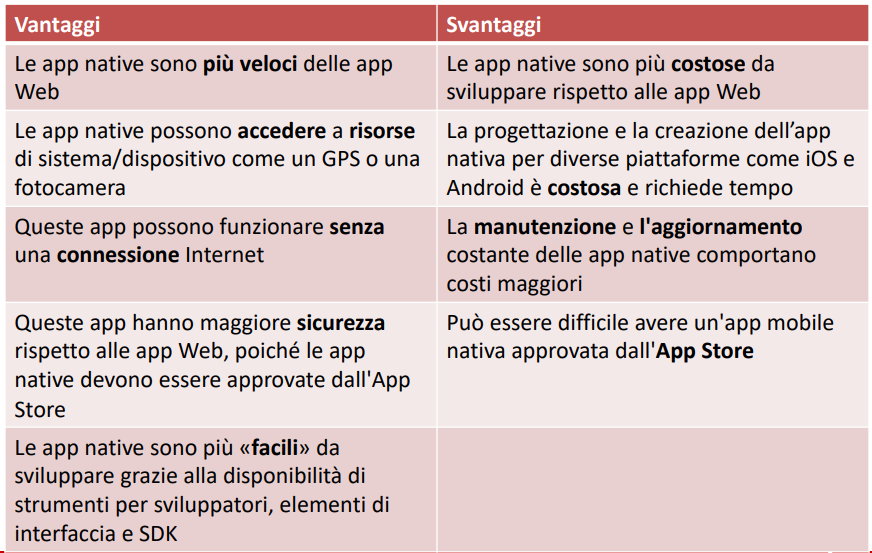 Vantaggi
Svantaggi
Le app native sono più veloci delle app
Web
Le app native sono più costose da
sviluppare rispetto alle app Web
Le app native possono accedere a risorse
di sistema/dispositivo come un GPS o una
fotocamera
La progettazione e la creazione dell’app
nativa per diverse piattaforme come iOS e
Android è costosa e richiede tempo
Queste app possono funzionare senza
una connessione Internet
La manutenzione e l'aggiornamento
costante delle app native comportano
costi maggiori
Queste app hanno maggiore sicurezza
rispetto alle app Web, poiché le app
native devono essere approvate dall'App
Store
Può essere difficile avere un'app mobile
nativa approvata dall'App Store
Le app native sono più «facili» da
sviluppare grazie alla disponibilità di
strumenti per sviluppatori, elementi di
interfaccia e SDK